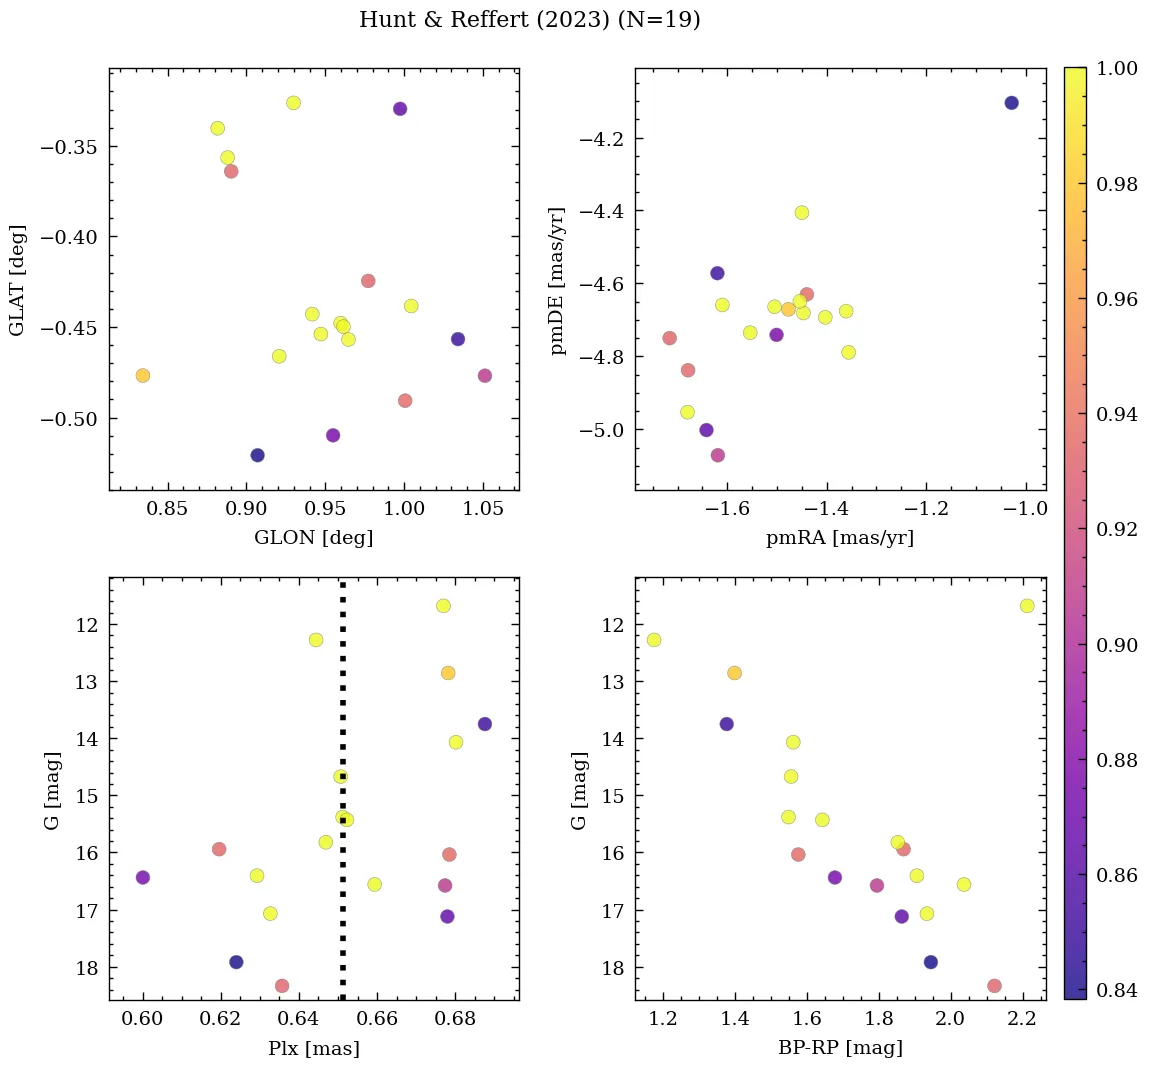 Hunt & Reffert (2023) (N=19)
−0.35
−0.40
−0.45
−0.50
GLAT [deg]
0.85 0.90 0.95 1.00 1.05
GLON [deg]
−4.2
−4.4
−4.6
−4.8
−5.0
pmDE [mas/yr]
−1.6 −1.4 −1.2 −1.0
pmRA [mas/yr]
12
13
14
15
16
17
18
G [mag]
0.60 0.62 0.64 0.66 0.68
Plx [mas]
12
13
14
15
16
17
18
G [mag]
1.2 1.4 1.6 1.8 2.0 2.2
BP-RP [mag]
1.00
0.98
0.96
0.94
0.92
0.90
0.88
0.86
0.84